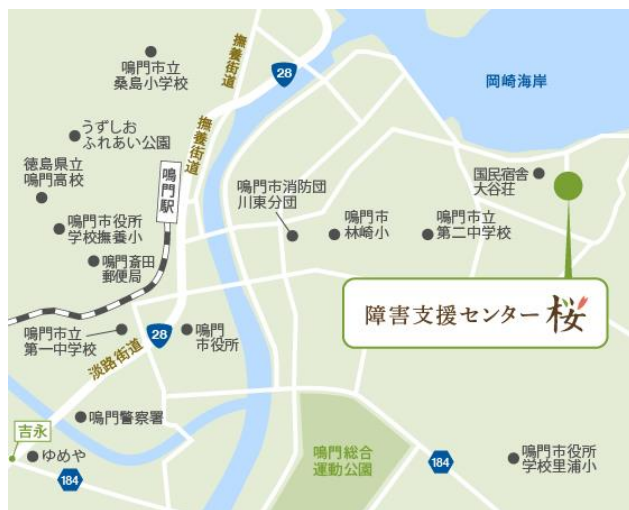 鳴門市立
桑島小学校
撫養街道
28
岡崎海岸
うずしお
ふれあい公園
撫養街道
徳島県立
鳴門高校
鳴門駅
鳴門市消防団
川東分団
国民宿舎
大谷荘
鳴門市役所
学校撫養小
鳴門市
林崎小
鳴門市立
第二中学校
鳴門斎田
郵便局
障害支援センター 桜
鳴門市立
第一中学校
28
鳴門
市役所
淡路街道
鳴門警察署
吉永
ゆめや
184
鳴門総合
運動公園
184
鳴門市役所
学校里浦小